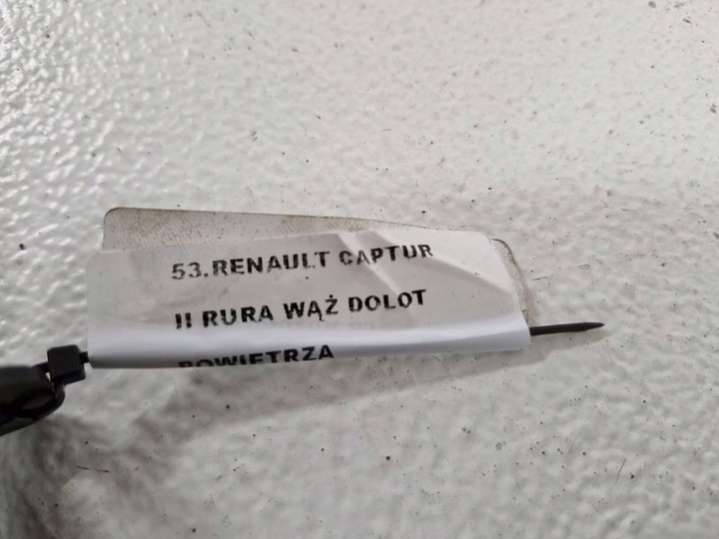 53.RENAULT CAPTUR
II RURA WĄŻ DOLOT
POWIETRZA